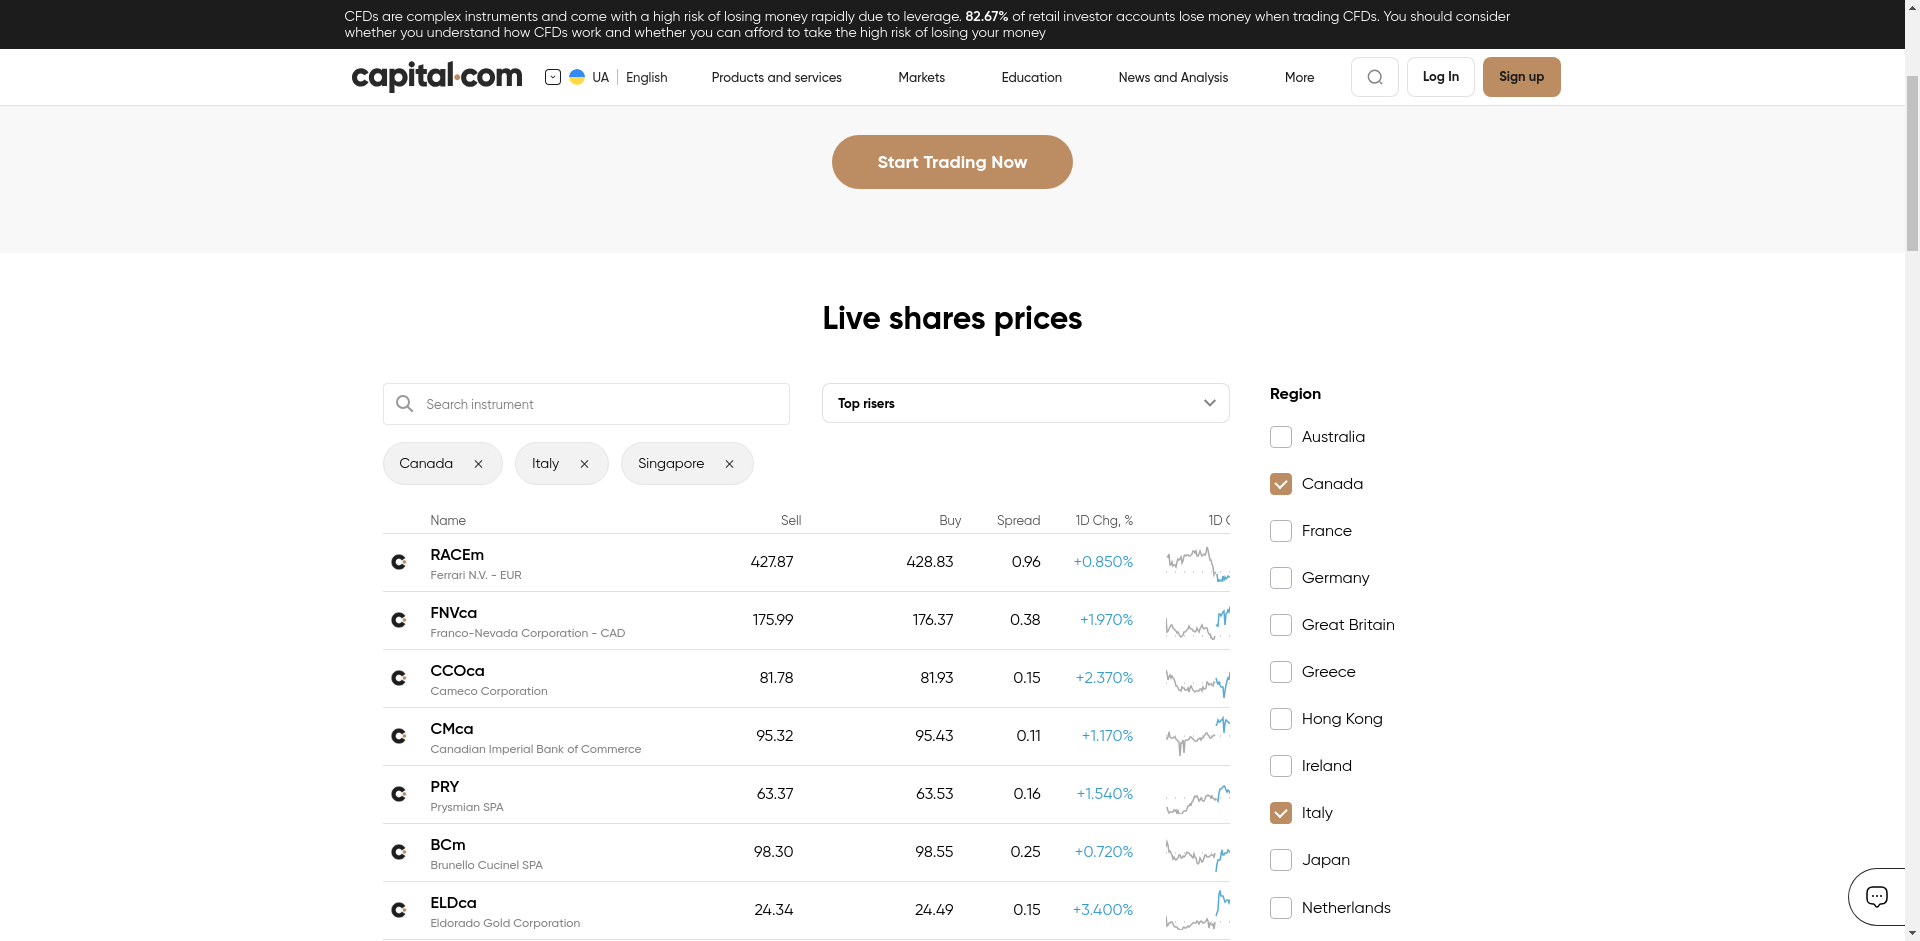 CFDs are complex instruments and come with a high risk of losing money rapidly due to leverage. 82.67% of retail investor accounts lose money when trading CFDs. You should consider
whether you understand how CFDs work and whether you can afford to take the high risk of losing your money
capital.com UA English Products and services Markets Education News and Analysis More Log In Sign up
Start Trading Now
Live shares prices
Search instrument
Top risers
Canada Italy Singapore
Name Sell Buy Spread 1D Chg, % 1D C
RACEm 427.87 428.83 0.96 +0.850%
Ferrari N.V. - EUR
FNVca 175.99 176.37 0.38 +1.970%
Franco-Nevada Corporation - CAD
CCOca 81.78 81.93 0.15 +2.370%
Cameco Corporation
CMca 95.32 95.43 0.11 +1.170%
Canadian Imperial Bank of Commerce
PRY 63.37 63.53 0.16 +1.540%
Prysmian SPA
BCm 98.30 98.55 0.25 +0.720%
Brunello Cucinel SPA
ELDca 24.34 24.49 0.15 +3.400%
Eldorado Gold Corporation
Region
Australia
Canada
France
Germany
Great Britain
Greece
Hong Kong
Ireland
Italy
Japan
Netherlands